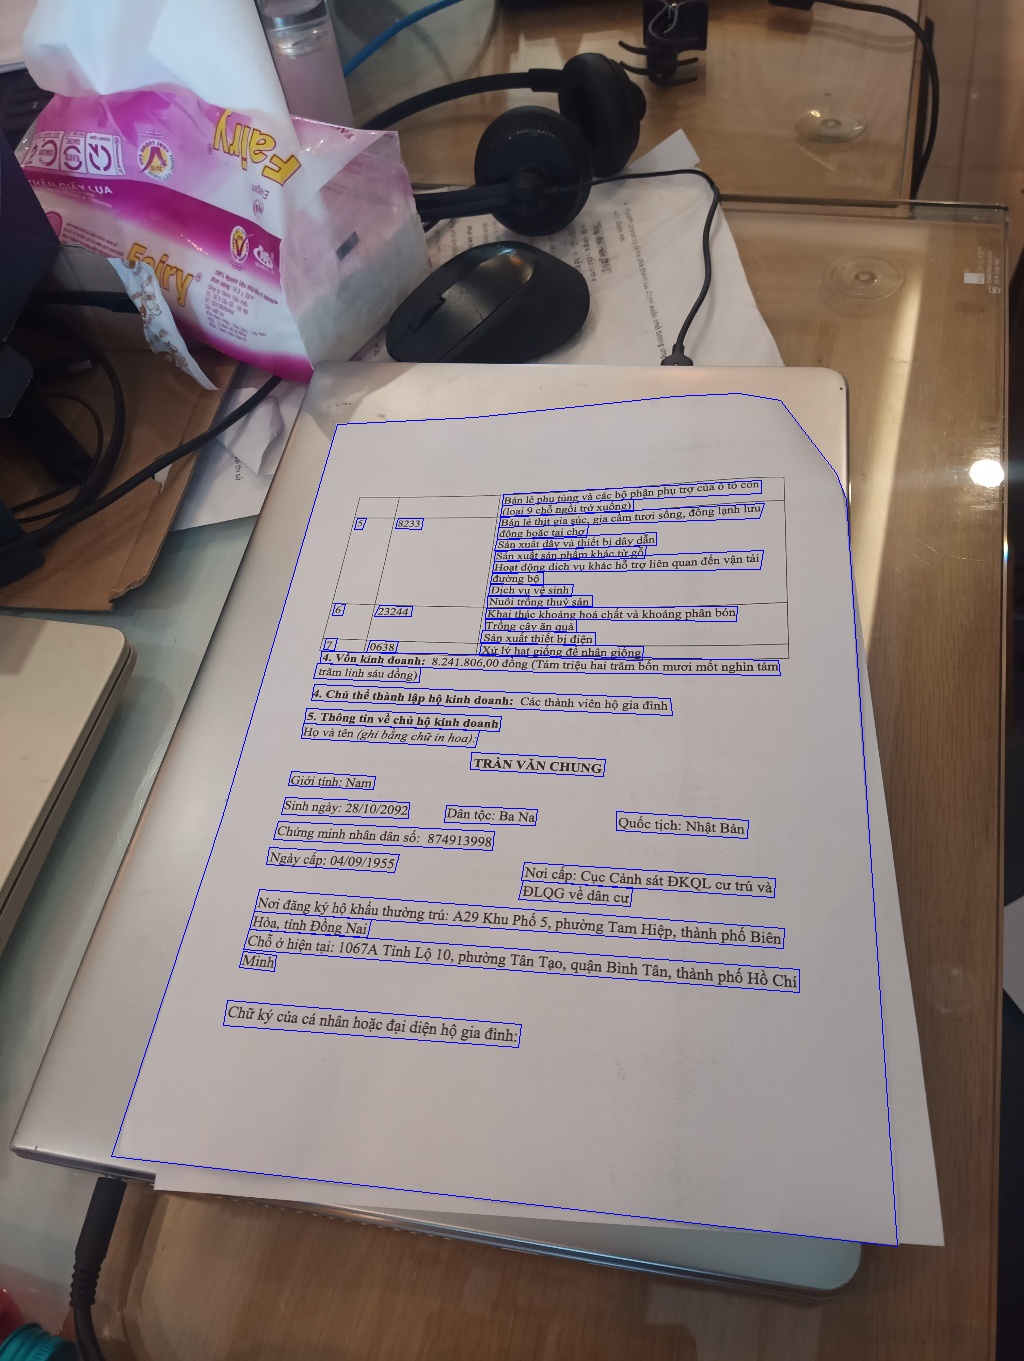 Fairy
Elegant
KHĂN GIẤY LỤA
Fairy
Bán lẻ phụ tùng và các bộ phận phụ trợ của ô tô con
(loại 9 chỗ ngồi trở xuống)
5 8233 Bán lẻ thịt gia súc, gia cầm tươi sống, đông lạnh lưu
động hoặc tại chợ
Sản xuất dây và thiết bị dây dẫn
Sản xuất sản phẩm khác từ gỗ
Hoạt động dịch vụ khác hỗ trợ liên quan đến vận tải
đường bộ
Dịch vụ vệ sinh
Nuôi trồng thuỷ sản
6 23244 Khai thác khoáng hoá chất và khoáng phân bón
Trồng cây ăn quả
Sản xuất thiết bị điện
7 0638 Xử lý hạt giống để nhân giống
4. Vốn kinh doanh: 8.241.806,00 đồng (Tám triệu hai trăm bốn mươi mốt nghìn tám
trăm linh sáu đồng)
4. Chủ thể thành lập hộ kinh doanh: Các thành viên hộ gia đình
5. Thông tin về chủ hộ kinh doanh
Họ và tên (ghi bằng chữ in hoa):
TRẦN VĂN CHUNG
Giới tính: Nam
Sinh ngày: 28/10/2092 Dân tộc: Ba Na Quốc tịch: Nhật Bản
Chứng minh nhân dân số: 874913998
Ngày cấp: 04/09/1955 Nơi cấp: Cục Cảnh sát ĐKQL cư trú và
ĐLQG về dân cư
Nơi đăng ký hộ khẩu thường trú: A29 Khu Phố 5, phường Tam Hiệp, thành phố Biên
Hòa, tỉnh Đồng Nai
Chỗ ở hiện tại: 1067A Tỉnh Lộ 10, phường Tân Tạo, quận Bình Tân, thành phố Hồ Chí
Minh
Chữ ký của cá nhân hoặc đại diện hộ gia đình: